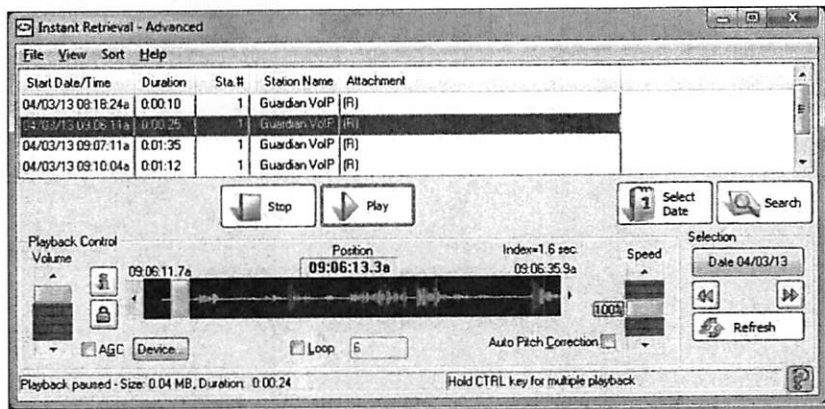 Instant Retrieval - Advanced
File View Sort Help
Start Date/Time Duration Sta.# Station Name Attachment
04/03/13 08:18:24a 0:00:10 1 Guardian VoIP (R)
04/03/13 09:06:11a 0:00:25 1 Guardian VoIP (R)
04/03/13 09:07:11a 0:01:35 1 Guardian VoIP (R)
04/03/13 09:10:04a 0:01:12 1 Guardian VoIP (R)
Stop Play 1 Select Date Search
Playback Control
Volume
09:06:11.7a
Position
09:06:13.3a
Index=1.6 sec.
09:06:35.9a
Speed
100%
Selection
Date 04/03/13
Refresh
AGC Device... Loop 6 Auto Pitch Correction
Playback paused - Size: 0.04 MB, Duration: 0:00:24 Hold CTRL key for multiple playback